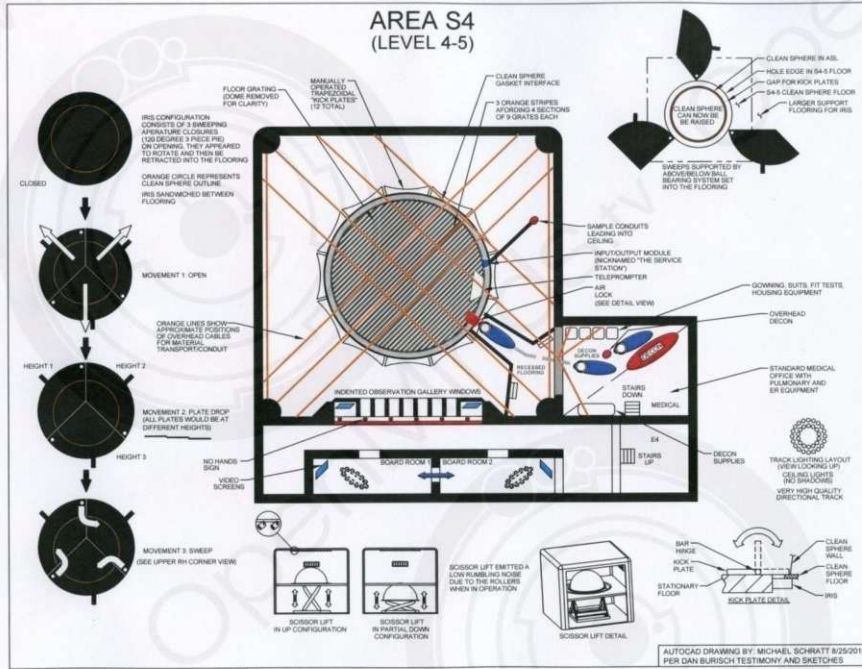 AREA S4
(LEVEL 4-5)
FLOOR GRATING
(DOME REMOVED
FOR CLARITY)
MANUALLY
OPERATED
TRAPEZOIDAL
"KICK PLATES"
(12 TOTAL)
CLEAN SPHERE
GASKET INTERFACE
3 ORANGE STRIPES
AFORDING 4 SECTIONS
OF 9 GRATES EACH
CLEAN SPHERE IN ASL
HOLE EDGE IN S4-5 FLOOR
GAP FOR KICK PLATES
S4-5 CLEAN SPHERE FLOOR
LARGER SUPPORT
FLOORING FOR IRIS
CLEAN SPHERE
CAN NOW BE
BE
RAISED
SWEEPS SUPPORTED BY
ABOVE/BELOW BALL
BEARING SYSTEM SET
INTO THE FLOORING
IRIS CONFIGURATION
CONSISTS OF 3 SWEEPING
APERATURE CLOSURES
(120 DEGREE 3 PIECE PIE)
ON OPENING, THEY APPEARED
TO ROTATE AND THEN BE
RETRACTED INTO THE FLOORING
CLOSED
ORANGE CIRCLE REPRESENTS
CLEAN SPHERE OUTLINE
IRIS SANDWICHED BETWEEN
FLOORING
MOVEMENT 1: OPEN
ORANGE LINES SHOW
APPROXIMATE POSITIONS
OF OVERHEAD CABLES
FOR MATERIAL
TRANSPORT/CONDUIT
HEIGHT 1
HEIGHT 2
MOVEMENT 2: PLATE DROP
(ALL PLATES WOULD BE AT
DIFFERENT HEIGHTS)
HEIGHT 3
MOVEMENT 3: SWEEP
(SEE UPPER RH CORNER VIEW)
SAMPLE CONDUITS
LEADING INTO
CEILING
INPUT/OUTPUT MODULE
(NICKNAMED "THE SERVICE
STATION")
TELEPROMPTER
AIR
LOCK
(SEE DETAIL VIEW)
GOWNING, SUITS, FIT TESTS,
HOUSING EQUIPMENT
OVERHEAD
DECON
DECON
SUPPLIES
DECON
RECESSED
FLOORING
STAIRS
DOWN
MEDICAL
STANDARD MEDICAL
OFFICE WITH
PULMONARY AND
ER EQUIPMENT
INDENTED OBSERVATION GALLERY WINDOWS
NO HANDS
SIGN
VIDEO
SCREENS
BOARD ROOM 1
BOARD ROOM 2
E4
STAIRS
UP
DECON
SUPPLIES
TRACK LIGHTING LAYOUT
(VIEW LOOKING UP)
CEILING LIGHTS
(NO SHADOWS)
VERY HIGH QUALITY
DIRECTIONAL TRACK
SCISSOR LIFT
IN UP CONFIGURATION
SCISSOR LIFT
IN PARTIAL DOWN
CONFIGURATION
SCISSOR LIFT EMITTED A
LOW RUMBLING NOISE
DUE TO THE ROLLERS
WHEN IN OPERATION
SCISSOR LIFT DETAIL
BAR
HINGE
KICK
PLATE
STATIONARY
FLOOR
CLEAN
SPHERE
WALL
CLEAN
SPHERE
FLOOR
IRIS
KICK PLATE DETAIL
AUTOCAD DRAWING BY: MICHAEL SCHRATT 8/25/201
PER DAN BURISCH TESTIMONY AND SKETCHES